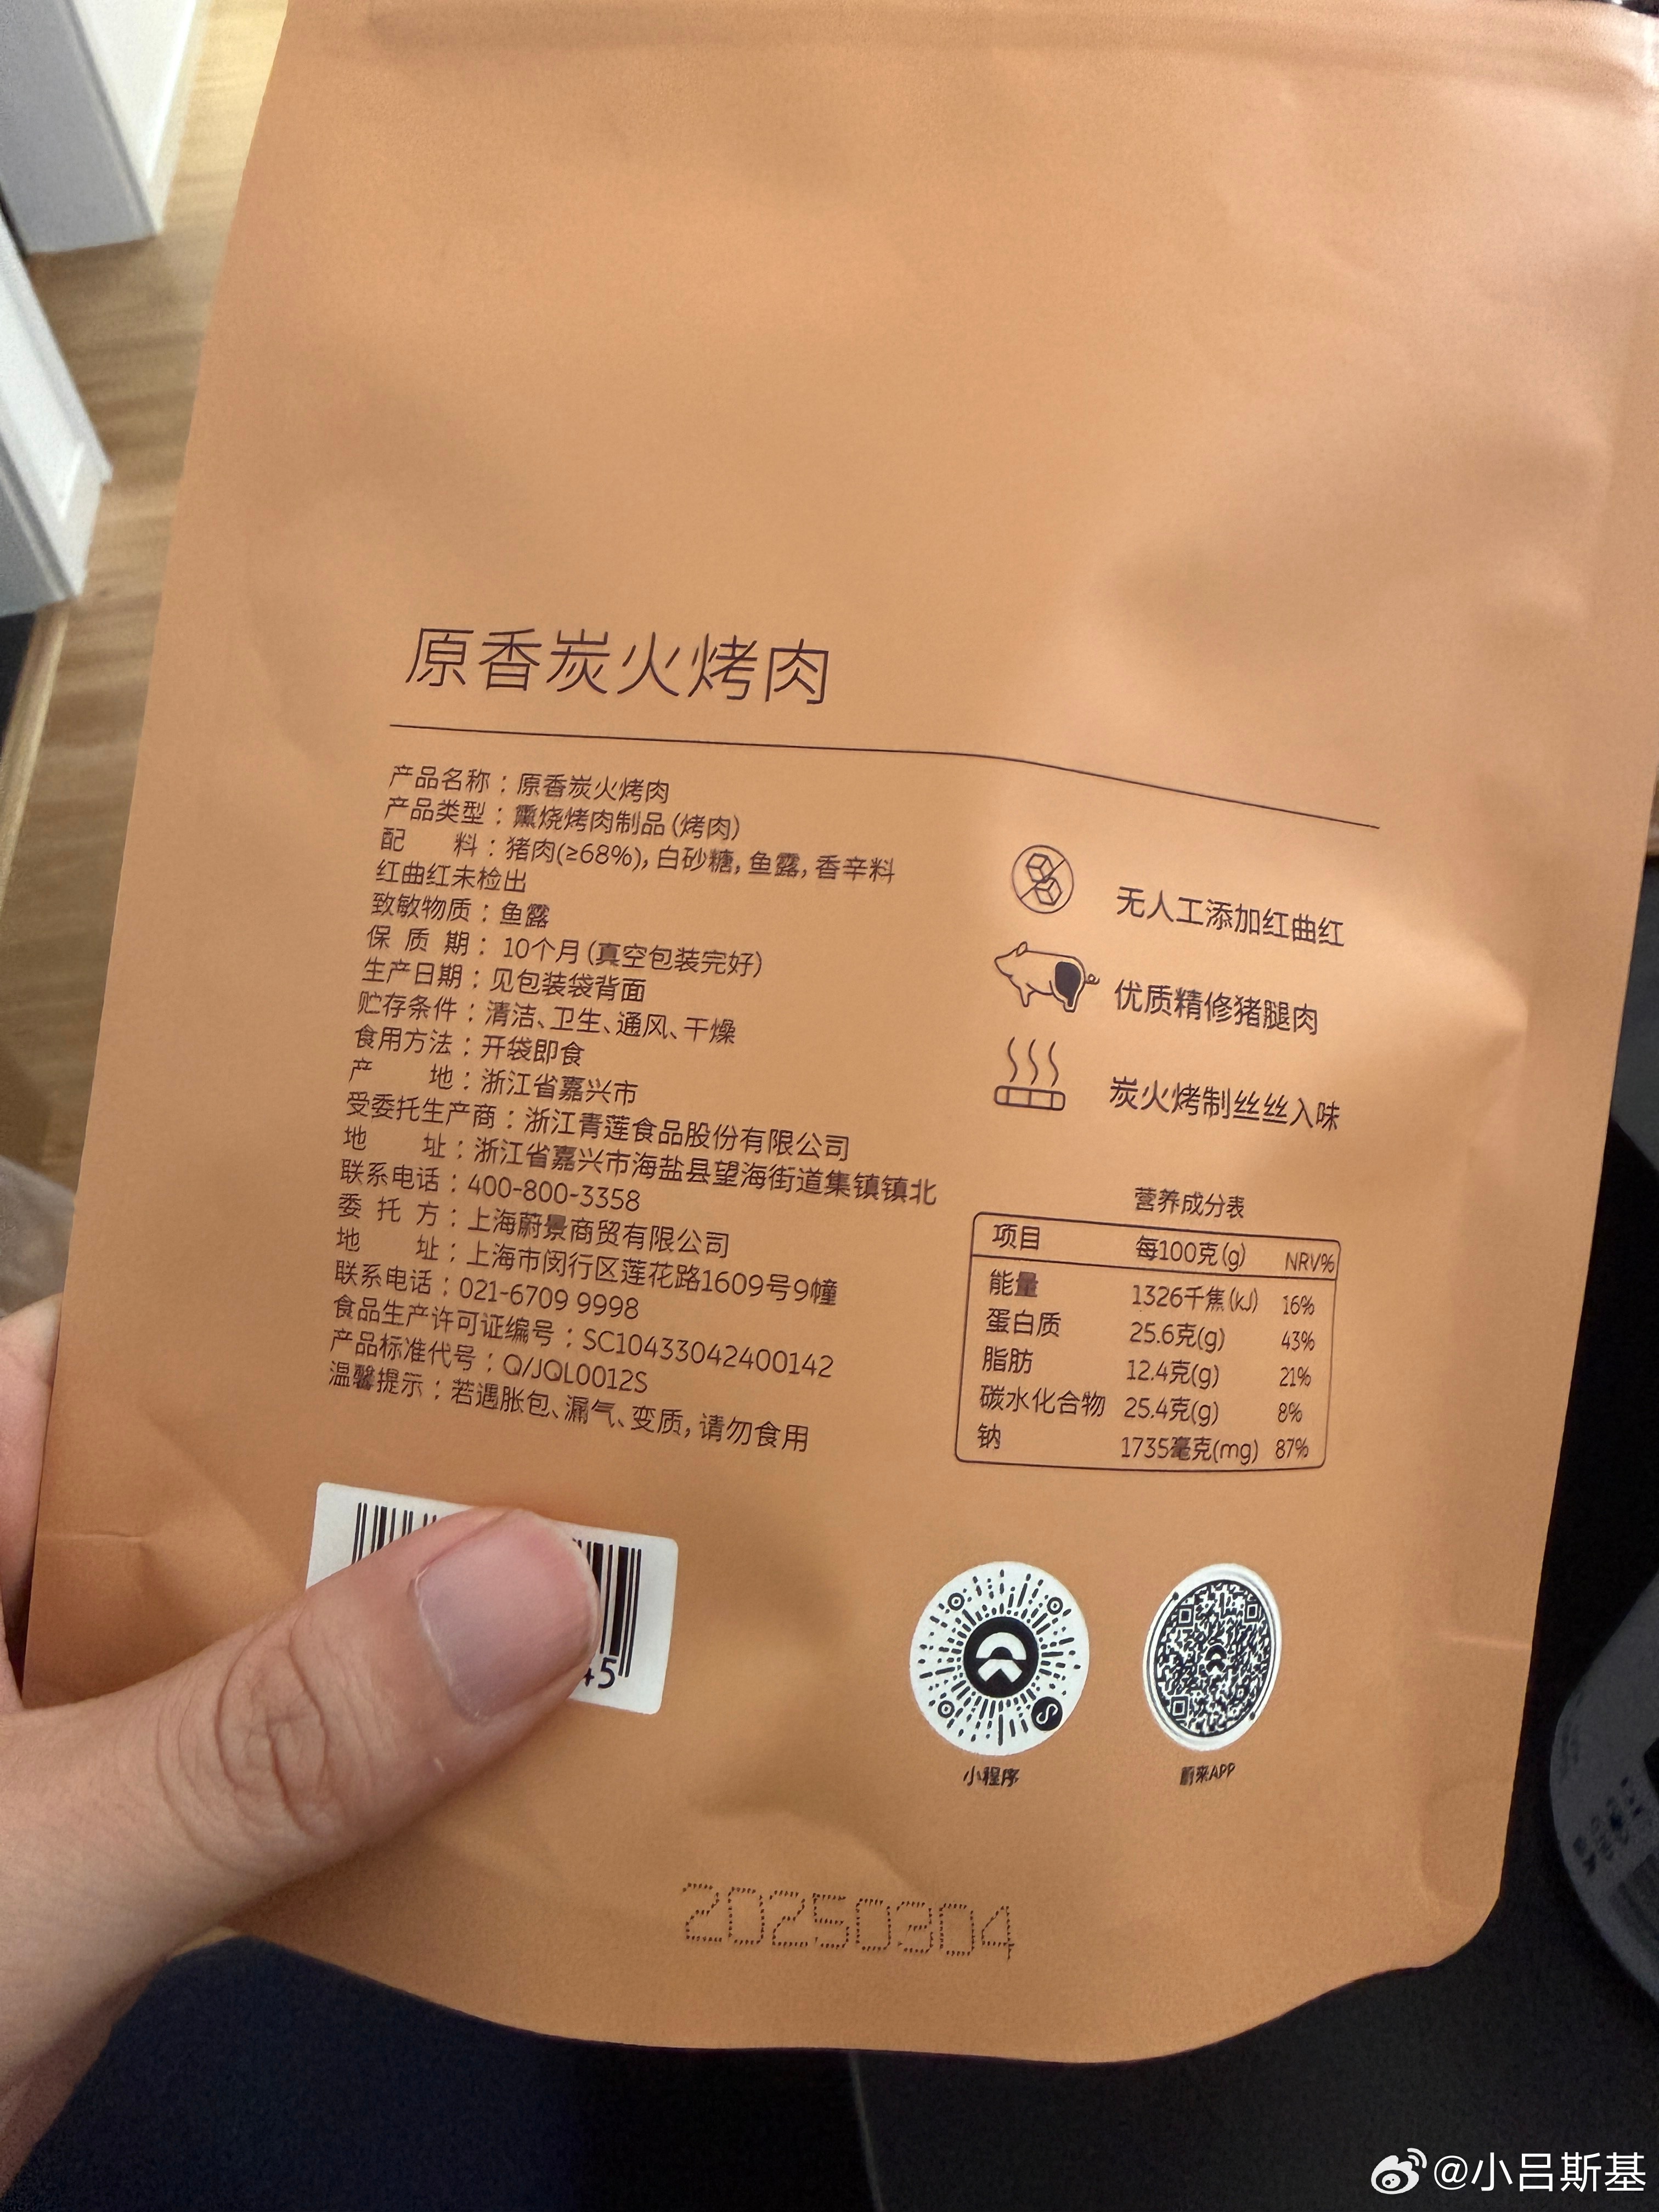 原香炭火烤肉
产品名称：原香炭火烤肉
产品类型：熏烧烤肉制品(烤肉)
配 料：猪肉(≥68%),白砂糖,鱼露,香辛料
红曲红未检出
致敏物质：鱼露
保 质 期：10个月(真空包装完好)
生产日期：见包装袋背面
贮存条件：清洁、卫生、通风、干燥
食用方法：开袋即食
产 地：浙江省嘉兴市
受委托生产商：浙江青莲食品股份有限公司
地 址：浙江省嘉兴市海盐县望海街道集镇镇北
联系电话：400-800-3358
委 托 方：上海蔚景商贸有限公司
地 址：上海市闵行区莲花路1609号9幢
联系电话：021-6709 9998
食品生产许可证编号：SC10433042400142
产品标准代号：Q/JQL0012S
温馨提示：若遇胀包、漏气、变质,请勿食用
无人工添加红曲红
优质精修猪腿肉
炭火烤制丝丝入味
营养成分表
项目 每100克(g) NRV%
能量 1326千焦(kJ) 16%
蛋白质 25.6克(g) 43%
脂肪 12.4克(g) 21%
碳水化合物 25.4克(g) 8%
钠 1735毫克(mg) 87%
45
小程序
蔚来APP
20250304
@小吕斯基